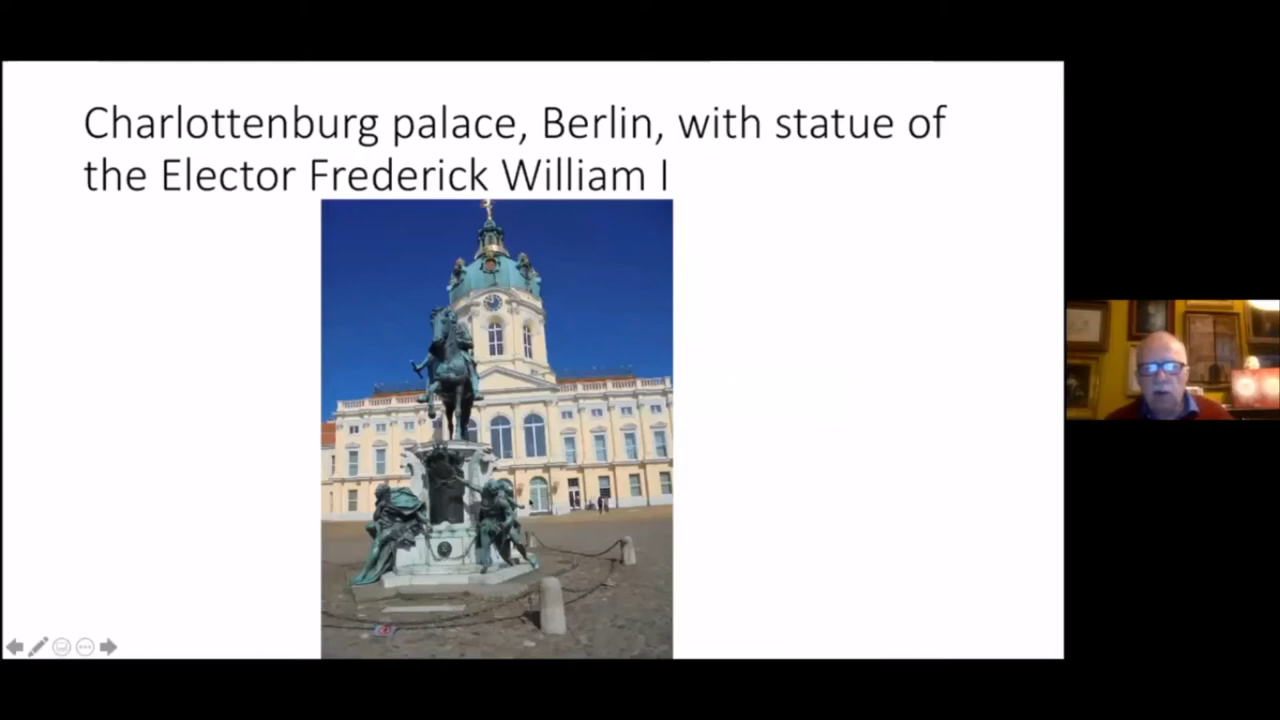 Charlottenburg palace, Berlin, with statue of
the Elector Frederick William I